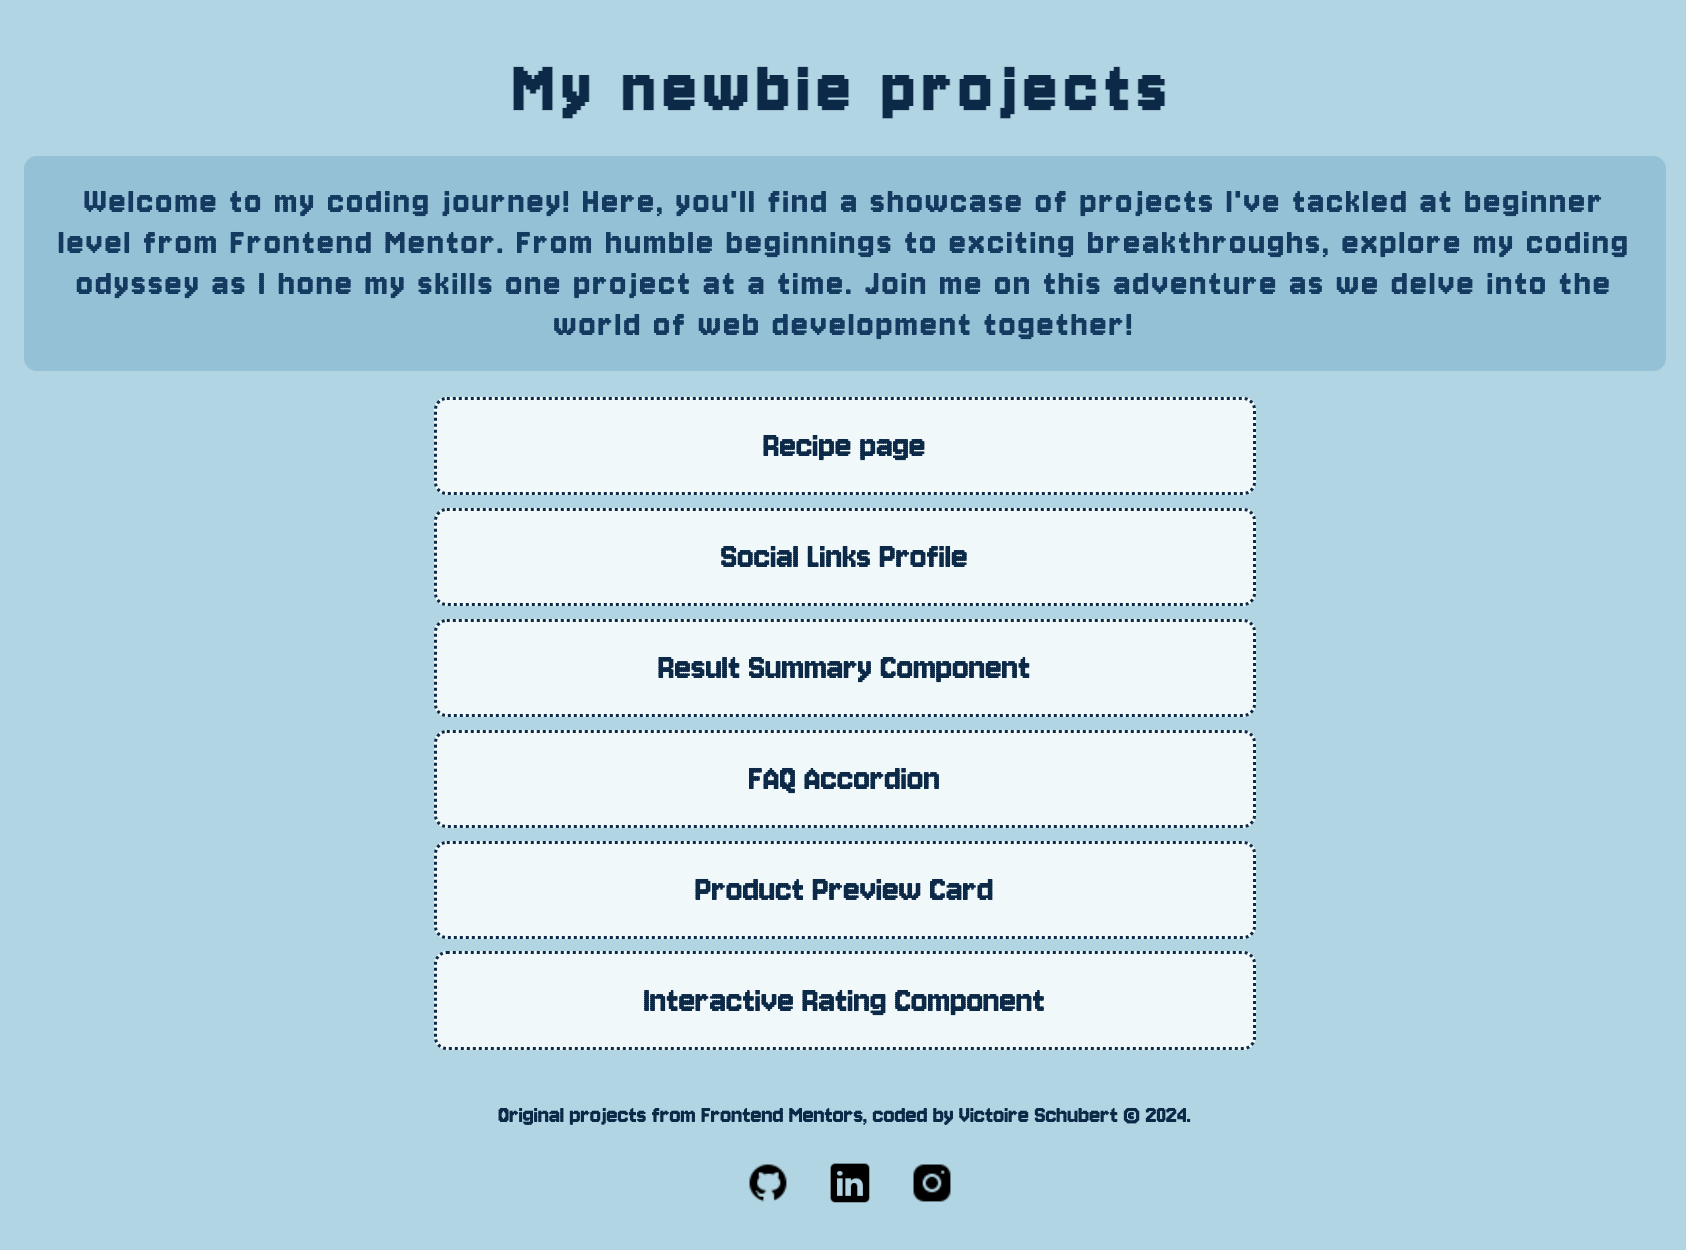 My newbie projects
Welcome to my coding journey! Here, you'll find a showcase of projects I've tackled at beginner
level from Frontend Mentor. From humble beginnings to exciting breakthroughs, explore my coding
odyssey as I hone my skills one project at a time. Join me on this adventure as we delve into the
world of web development together!
Recipe page
Social Links Profile
Result Summary Component
FAQ Accordion
Product Preview Card
Interactive Rating Component
Original projects from Frontend Mentors, coded by Victoire Schubert © 2024.
in